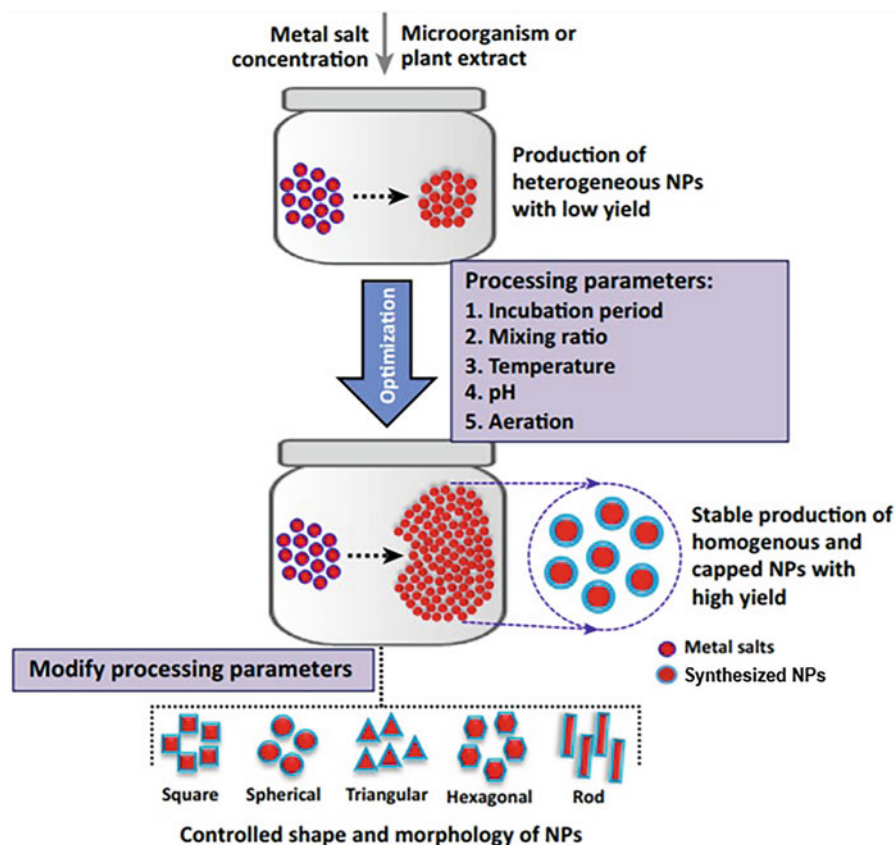 Metal salt
concentration
Microorganism or
plant extract
Production of
heterogeneous NPs
with low yield
Optimization
Processing parameters:
1. Incubation period
2. Mixing ratio
3. Temperature
4. pH
5. Aeration
Stable production of
homogenous and
capped NPs with
high yield
Metal salts
Synthesized NPs
Modify processing parameters
Square
Spherical
Triangular
Hexagonal
Rod
Controlled shape and morphology of NPs